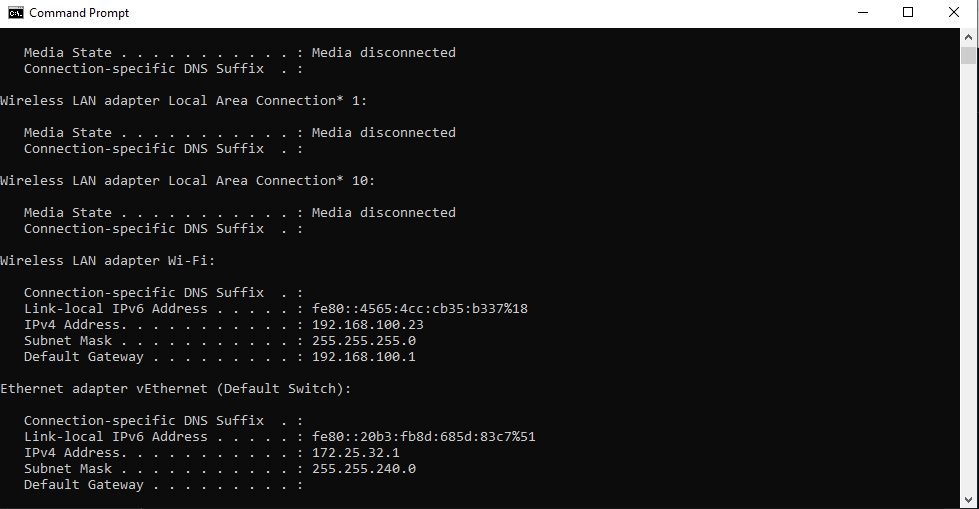 Command Prompt
Media State . . . . . . . . . . . : Media disconnected
Connection-specific DNS Suffix  . :
Wireless LAN adapter Local Area Connection* 1:
Media State . . . . . . . . . . . : Media disconnected
Connection-specific DNS Suffix  . :
Wireless LAN adapter Local Area Connection* 10:
Media State . . . . . . . . . . . : Media disconnected
Connection-specific DNS Suffix  . :
Wireless LAN adapter Wi-Fi:
Connection-specific DNS Suffix  . :
Link-local IPv6 Address . . . . . : fe80::4565:4cc:cb35:b337%18
IPv4 Address. . . . . . . . . . . : 192.168.100.23
Subnet Mask . . . . . . . . . . . : 255.255.255.0
Default Gateway . . . . . . . . . : 192.168.100.1
Ethernet adapter vEthernet (Default Switch):
Connection-specific DNS Suffix  . :
Link-local IPv6 Address . . . . . : fe80::20b3:fb8d:685d:83c7%51
IPv4 Address. . . . . . . . . . . : 172.25.32.1
Subnet Mask . . . . . . . . . . . : 255.255.240.0
Default Gateway . . . . . . . . . :